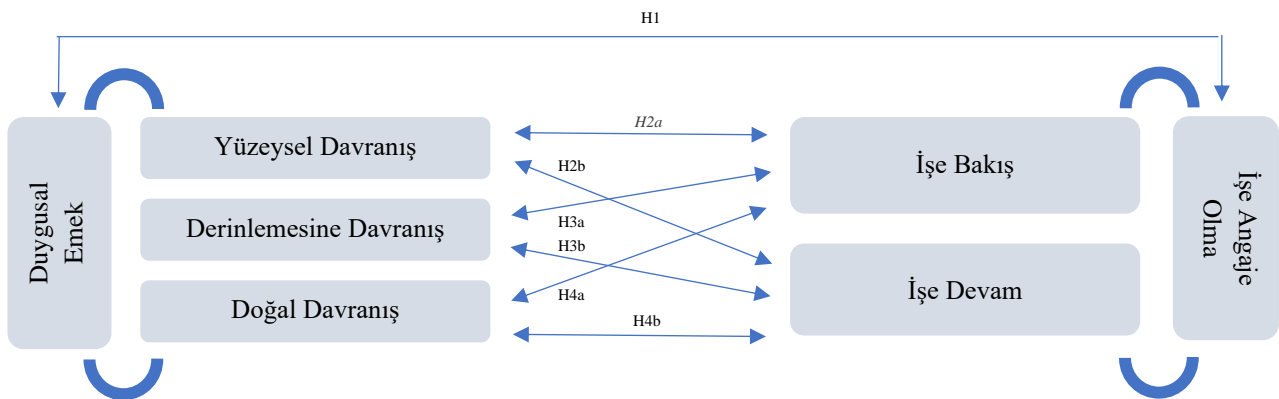 H1
Duygusal
Emek
Yüzeysel Davranış
Derinlemesine Davranış
Doğal Davranış
H2a
H2b
H3a
H3b
H4a
H4b
İşe Bakış
İşe Devam
İşe Angaje
Olma